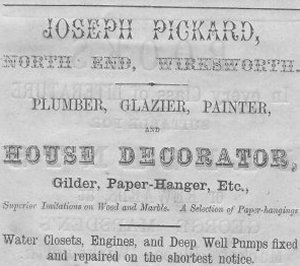 JOSEPH PICKARD,
NORTH END, WIRKSWORTH.
PLUMBER, GLAZIER, PAINTER,
AND
HOUSE DECORATOR,
Gilder, Paper-Hanger, Etc.,
Superior Imitations on Wood and Marble. A Selection of Paper-hangings
Water Closets, Engines, and Deep Well Pumps fixed
and repaired on the shortest notice.